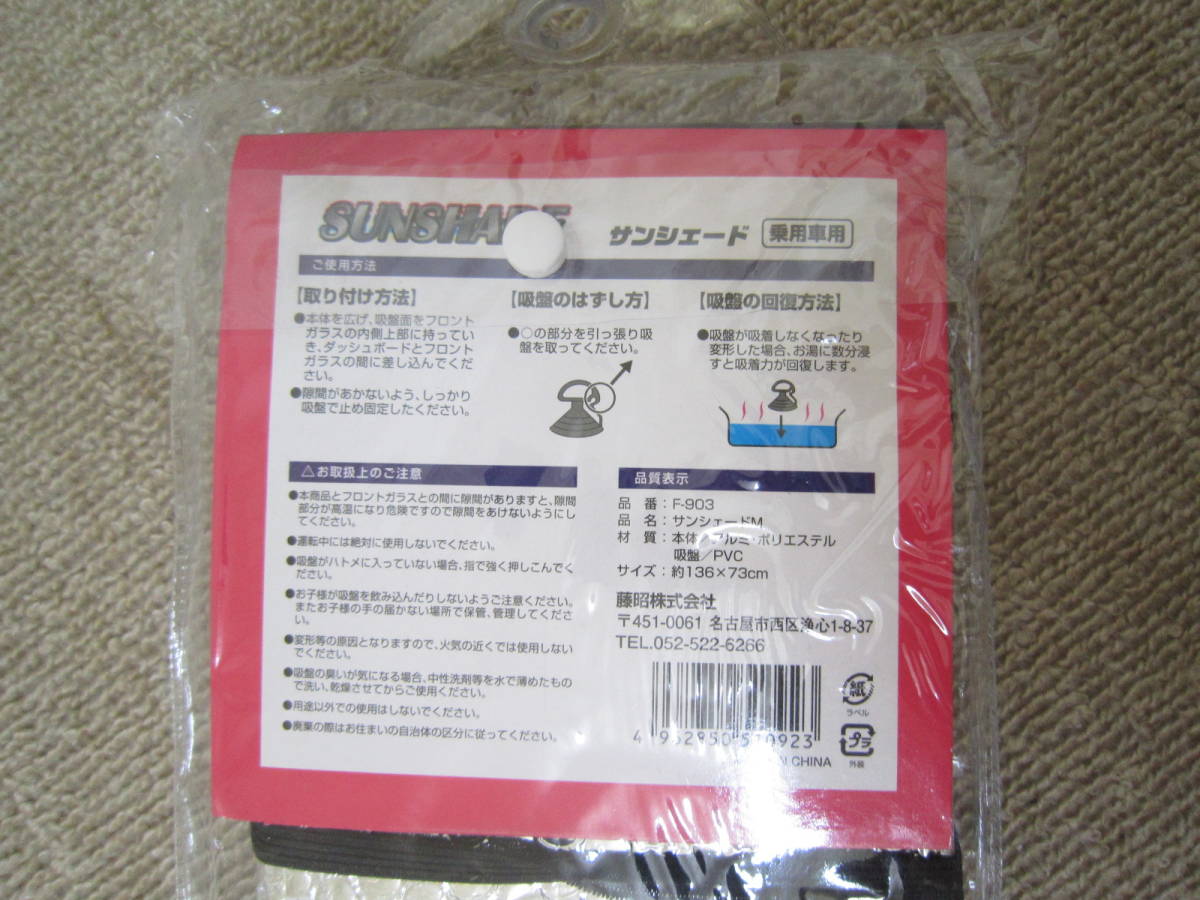 SUNSHADE サンシェード 乗用車用
ご使用方法
【取り付け方法】
●本体を広げ、吸盤面をフロント
ガラスの内側上部に持ってい
き、ダッシュボードとフロント
ガラスの間に差し込んでくだ
さい。
●隙間があかないよう、しっかり
吸盤で止め固定したください。
【吸盤のはずし方】
●○の部分を引っ張り吸
盤を取ってください。
【吸盤の回復方法】
●吸盤が吸着しなくなったり
変形した場合、お湯に数分浸
すと吸着力が回復します。
⚠お取扱上のご注意
●本商品とフロントガラスとの間に隙間がありますと、隙間
部分が高温になり危険ですので隙間をあけないようにし
てください。
●運転中には絶対に使用しないでください。
●吸盤がハトメに入っていない場合、指で強く押しこんでく
ださい。
●お子様が吸盤を飲み込んだりしないようご注意ください。
またお子様の手の届かない場所で保管、管理してくださ
い。
●変形等の原因となりますので、火気の近くでは使用しない
でください。
●吸盤の臭いが気になる場合、中性洗剤等を水で薄めたもの
で洗い、乾燥させてからご使用ください。
●用途以外での使用はしないでください。
●廃棄の際はお住まいの自治体の区分に従ってください。
品質表示
品 番：F-903
品 名：サンシェードM
材 質：本体／アルミ・ポリエステル
吸盤／PVC
サイズ：約136×73cm
藤昭株式会社
〒451-0061 名古屋市西区浄心1-8-37
TEL.052-522-6266
紙
ラベル
プラ
外装
CHINA